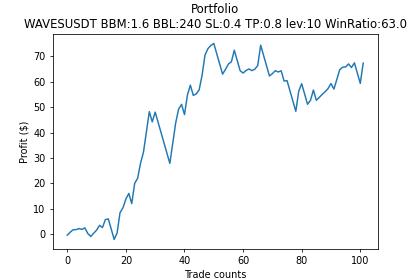 Portfolio
WAVESUSDT BBM:1.6 BBL:240 SL:0.4 TP:0.8 lev:10 WinRatio:63.0
Profit ($)
70
60
50
40
30
20
10
0
0 20 40 60 80 100
Trade counts